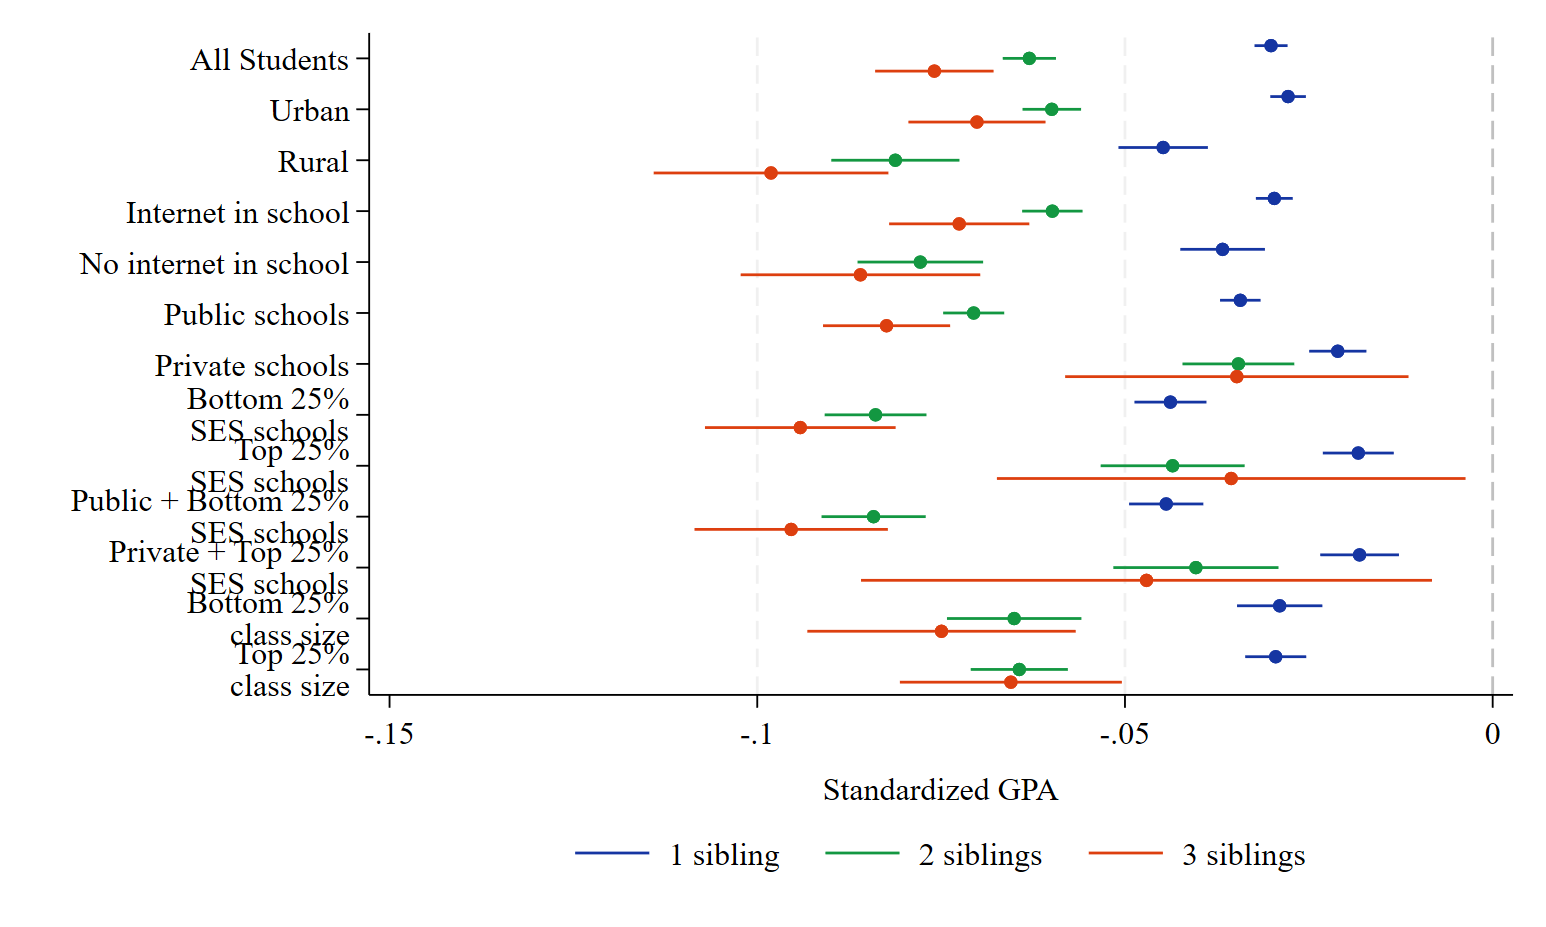 All Students
Urban
Rural
Internet in school
No internet in school
Public schools
Private schools
Bottom 25%
SES schools
Top 25%
SES schools
Public + Bottom 25%
SES schools
Private + Top 25%
SES schools
Bottom 25%
class size
Top 25%
class size
-.15 -.1 -.05 0
Standardized GPA
1 sibling 2 siblings 3 siblings